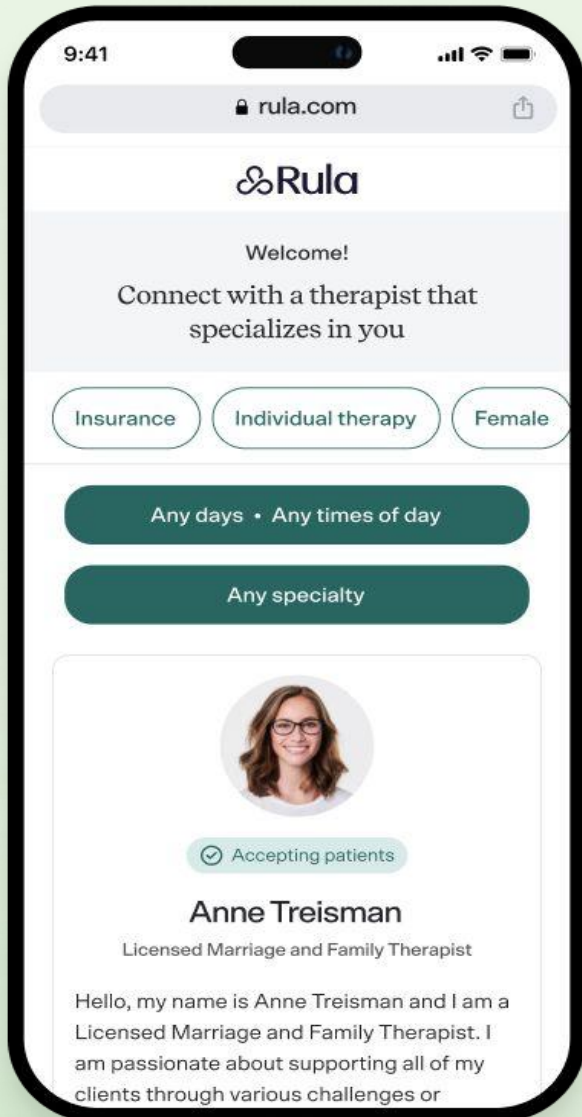 9:41
rula.com
Rula
Welcome!
Connect with a therapist that
specializes in you
Insurance
Individual therapy
Female
Any days • Any times of day
Any specialty
Accepting patients
Anne Treisman
Licensed Marriage and Family Therapist
Hello, my name is Anne Treisman and I am a
Licensed Marriage and Family Therapist. I
am passionate about supporting all of my
clients through various challenges or